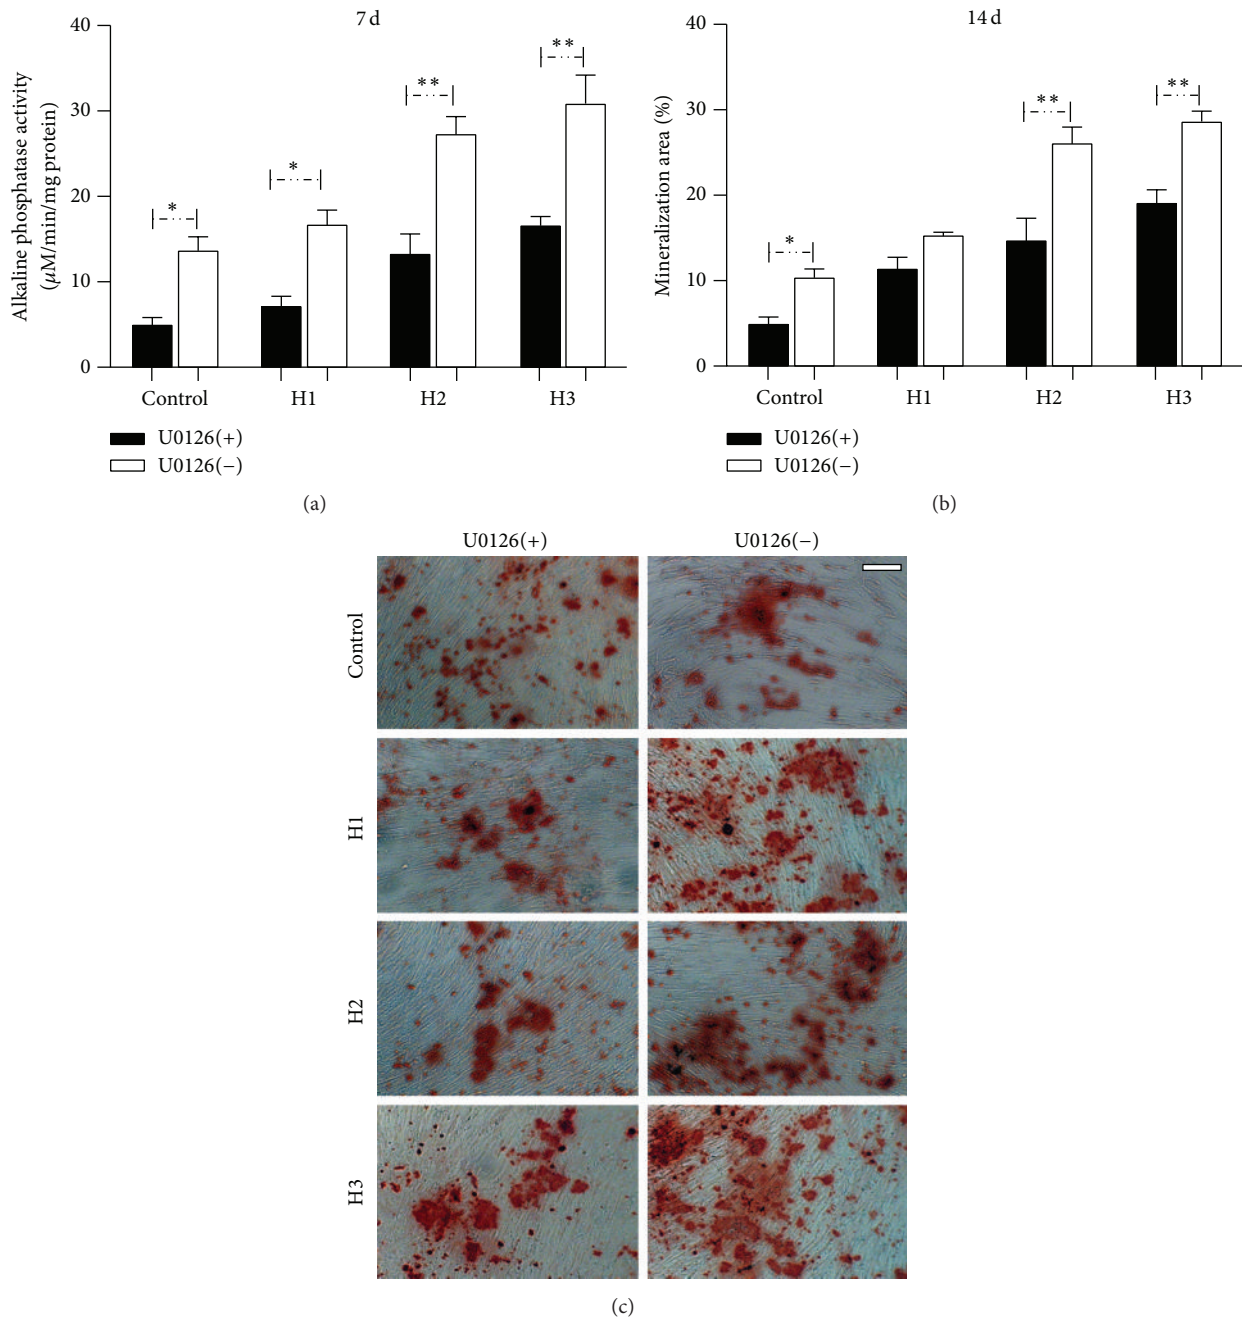 7 d
Alkaline phosphatase activity
(μM/min/mg protein)
40
30
20
10
0
*
*
**
**
Control H1 H2 H3
U0126(+)
U0126(−)
(a)
14 d
Mineralization area (%)
40
30
20
10
0
*
**
**
Control H1 H2 H3
U0126(+)
U0126(−)
(b)
U0126(+) U0126(−)
Control
H1
H2
H3
(c)